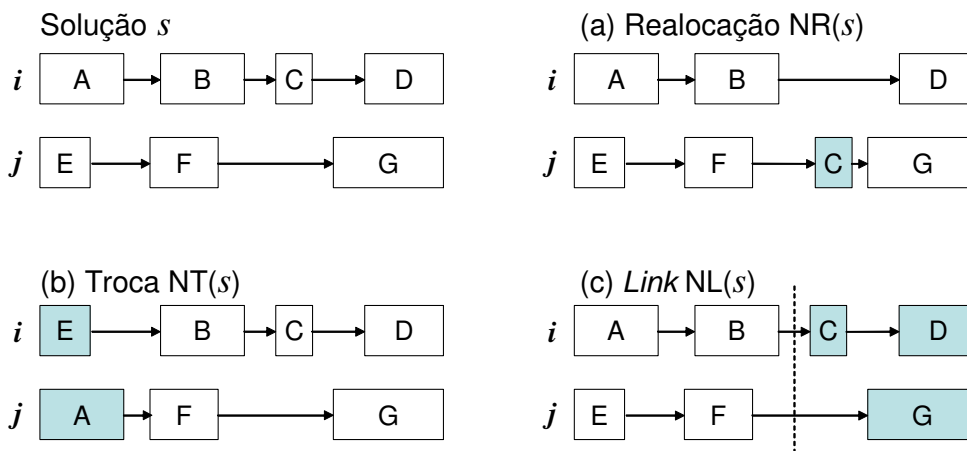 Solução s
i A B C D
j E F G
(a) Realocação NR(s)
i A B D
j E F C G
(b) Troca NT(s)
i E B C D
j A F G
(c) Link NL(s)
i A B C D
j E F G